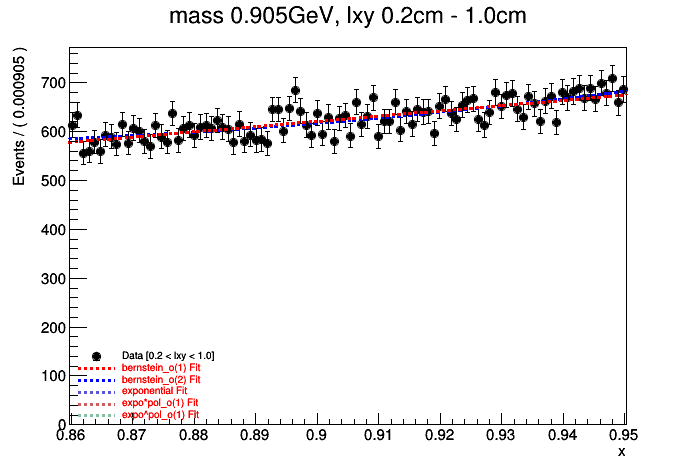 mass 0.905GeV, lxy 0.2cm - 1.0cm
Events / ( 0.000905 )
700
600
500
400
300
200
100
0
Data [0.2 < lxy < 1.0]
bernstein_o(1) Fit
bernstein_o(2) Fit
exponential Fit
expo*pol_o(1) Fit
expo^pol_o(1) Fit
0.86 0.87 0.88 0.89 0.9 0.91 0.92 0.93 0.94 0.95
x